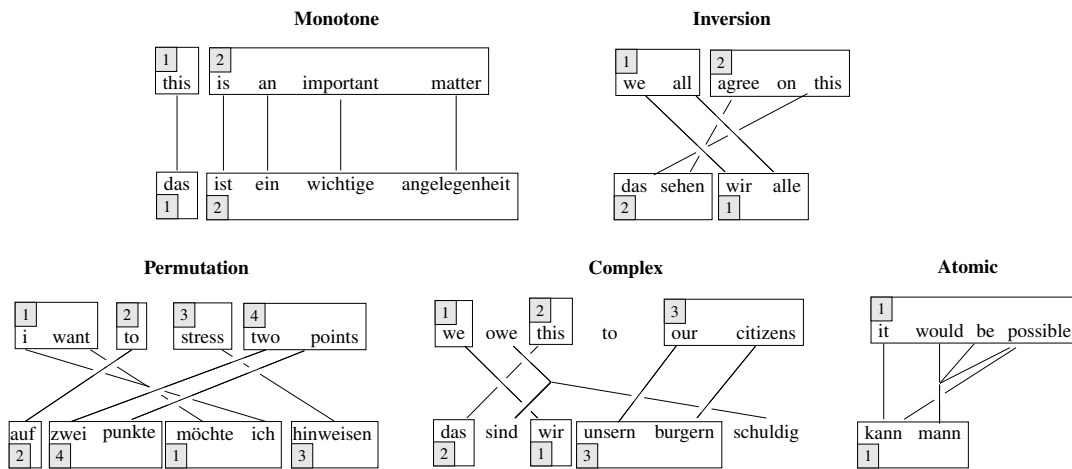 Monotone Inversion
1 2 1 2
this is an important matter we all agree on this
das ist ein wichtige angelegenheit das sehen wir alle
1 2 2 1
Permutation Complex Atomic
1 2 3 4 1 2 3 1
i want to stress two points we owe this to our citizens it would be possible
auf zwei punkte möchte ich hinweisen das sind wir unsern burgern schuldig kann mann
2 4 1 3 2 1 3 1